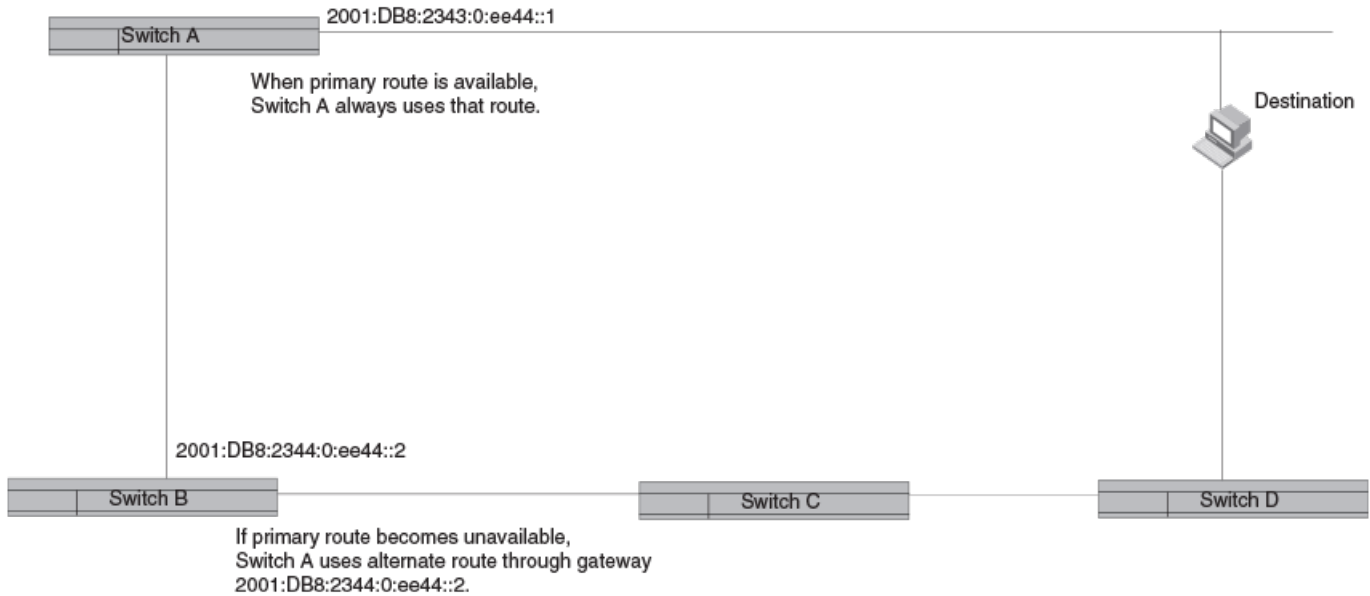 2001:DB8:2343:0:ee44::1
Switch A
When primary route is available,
Switch A always uses that route.
Destination
2001:DB8:2344:0:ee44::2
Switch B
Switch C
Switch D
If primary route becomes unavailable,
Switch A uses alternate route through gateway
2001:DB8:2344:0:ee44::2.